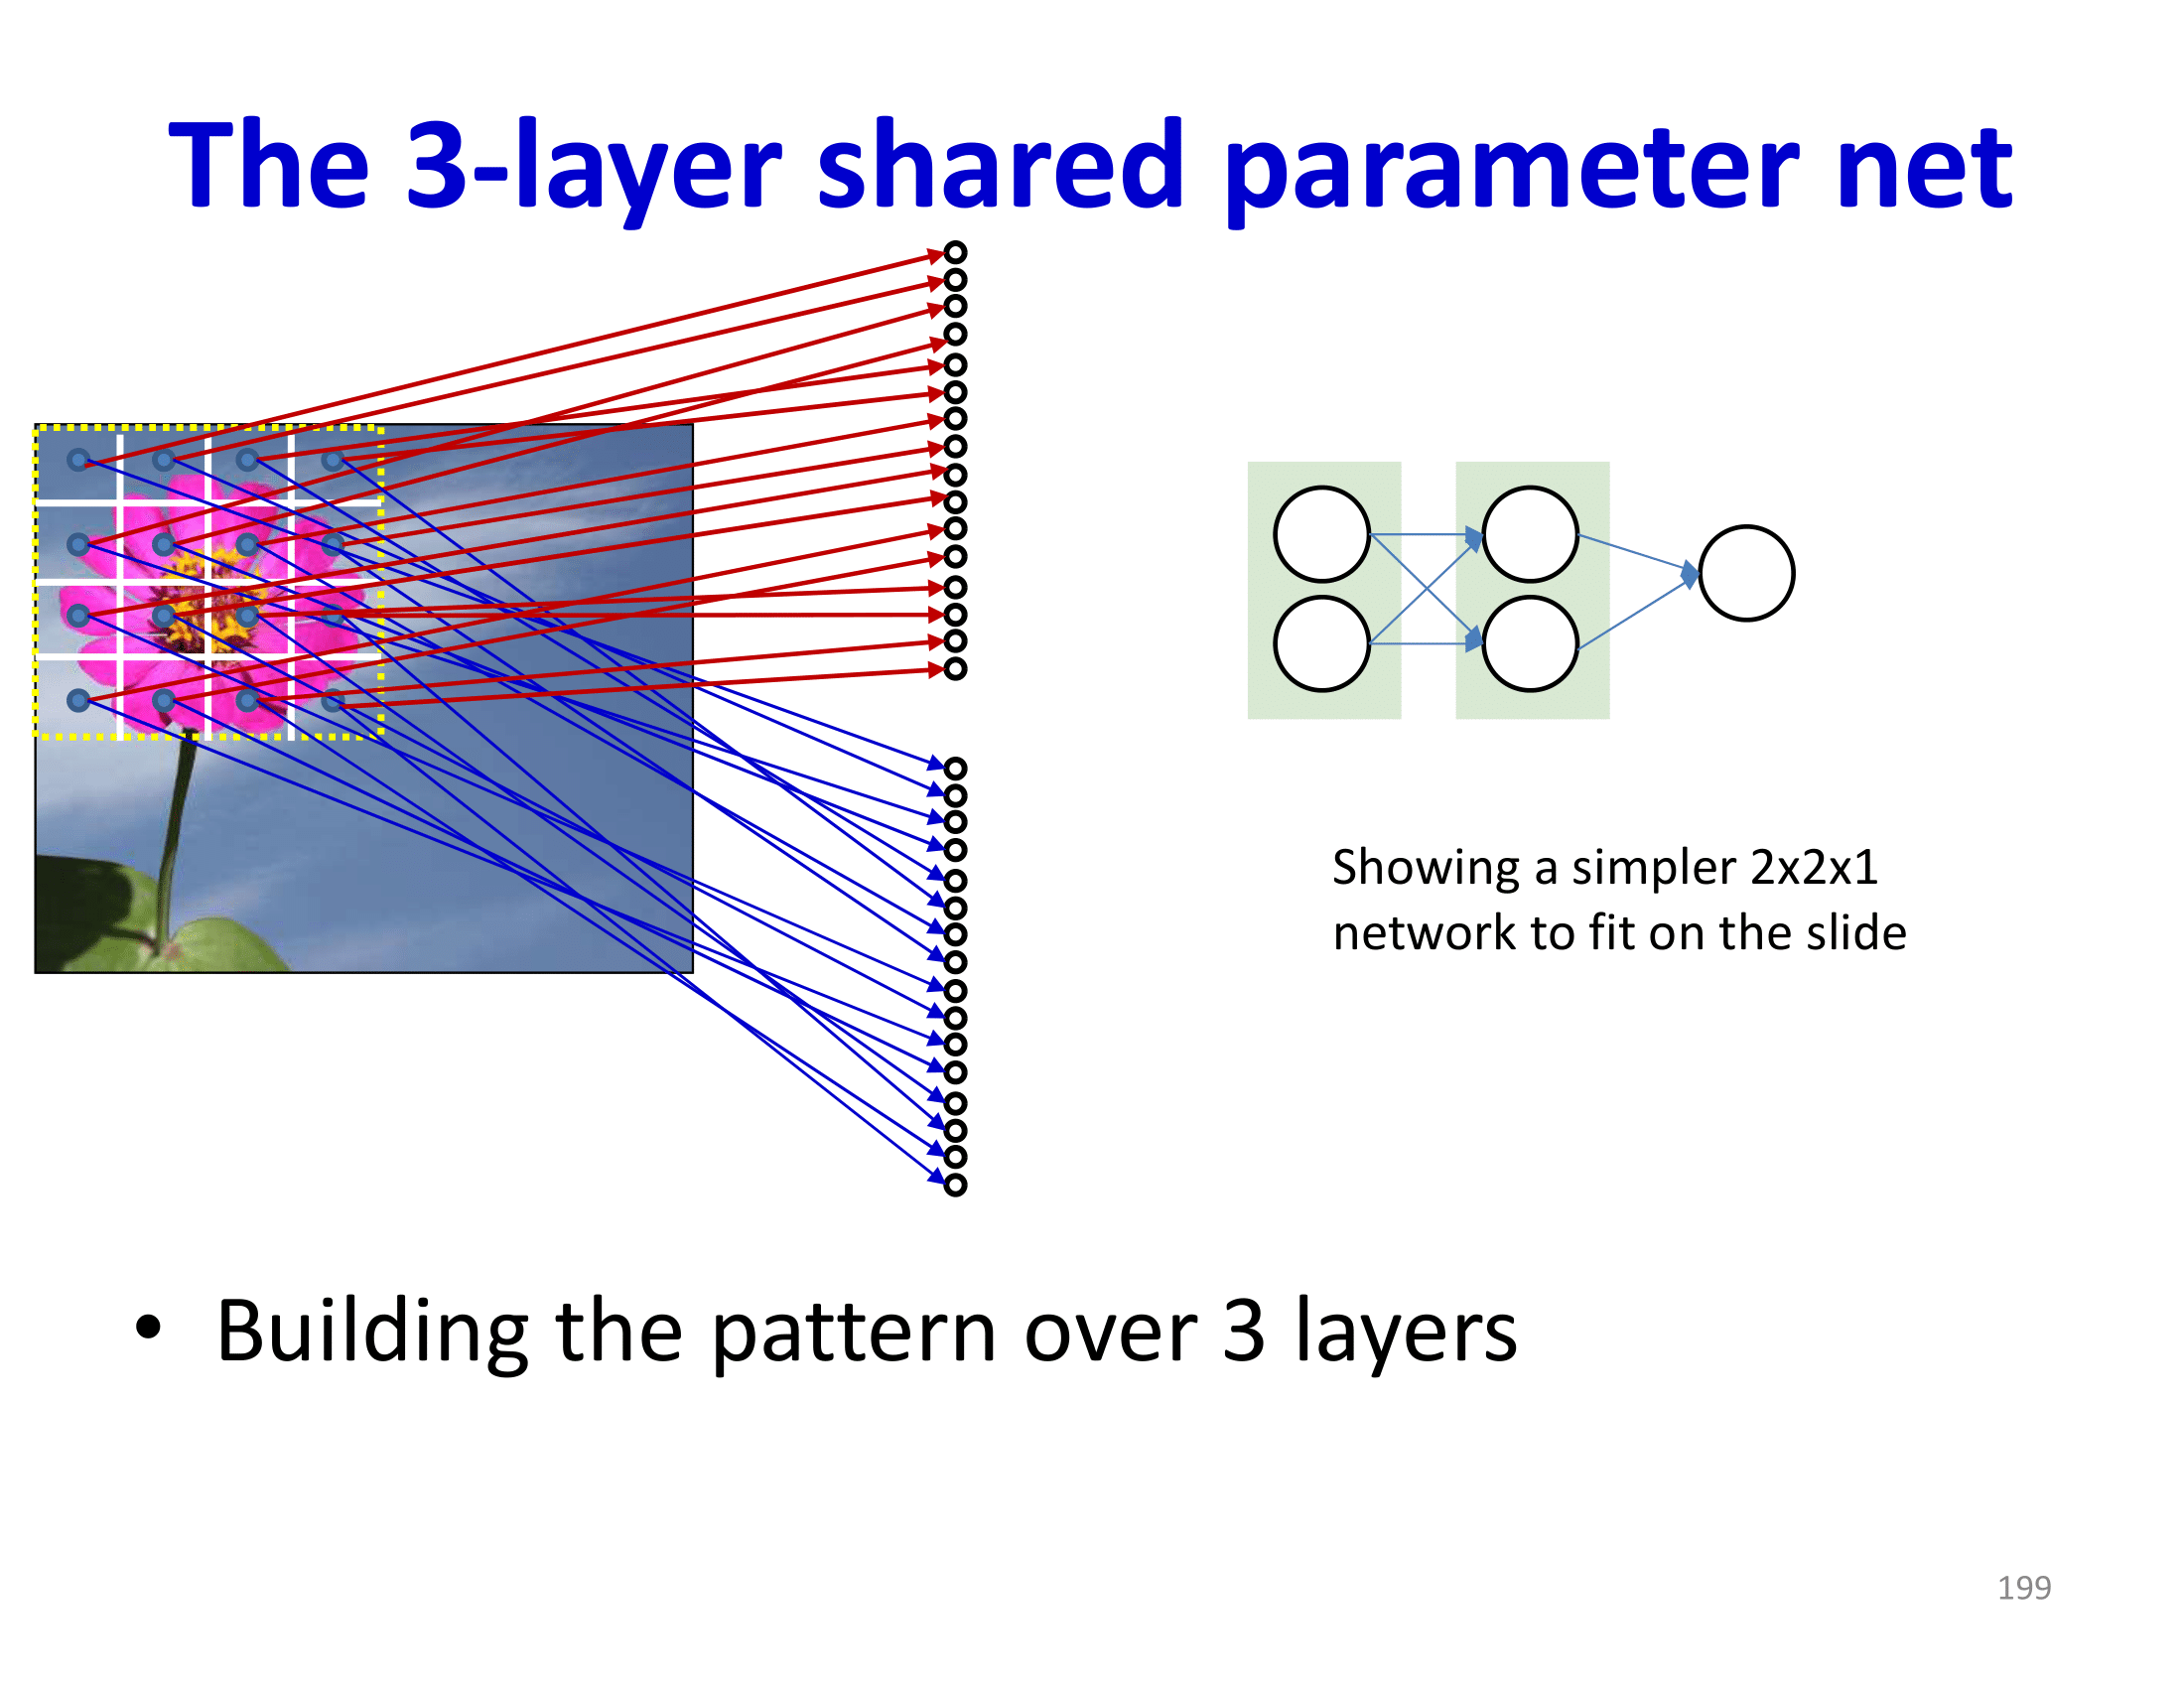 The 3-layer shared parameter net
Showing a simpler 2x2x1
network to fit on the slide
• Building the pattern over 3 layers
199